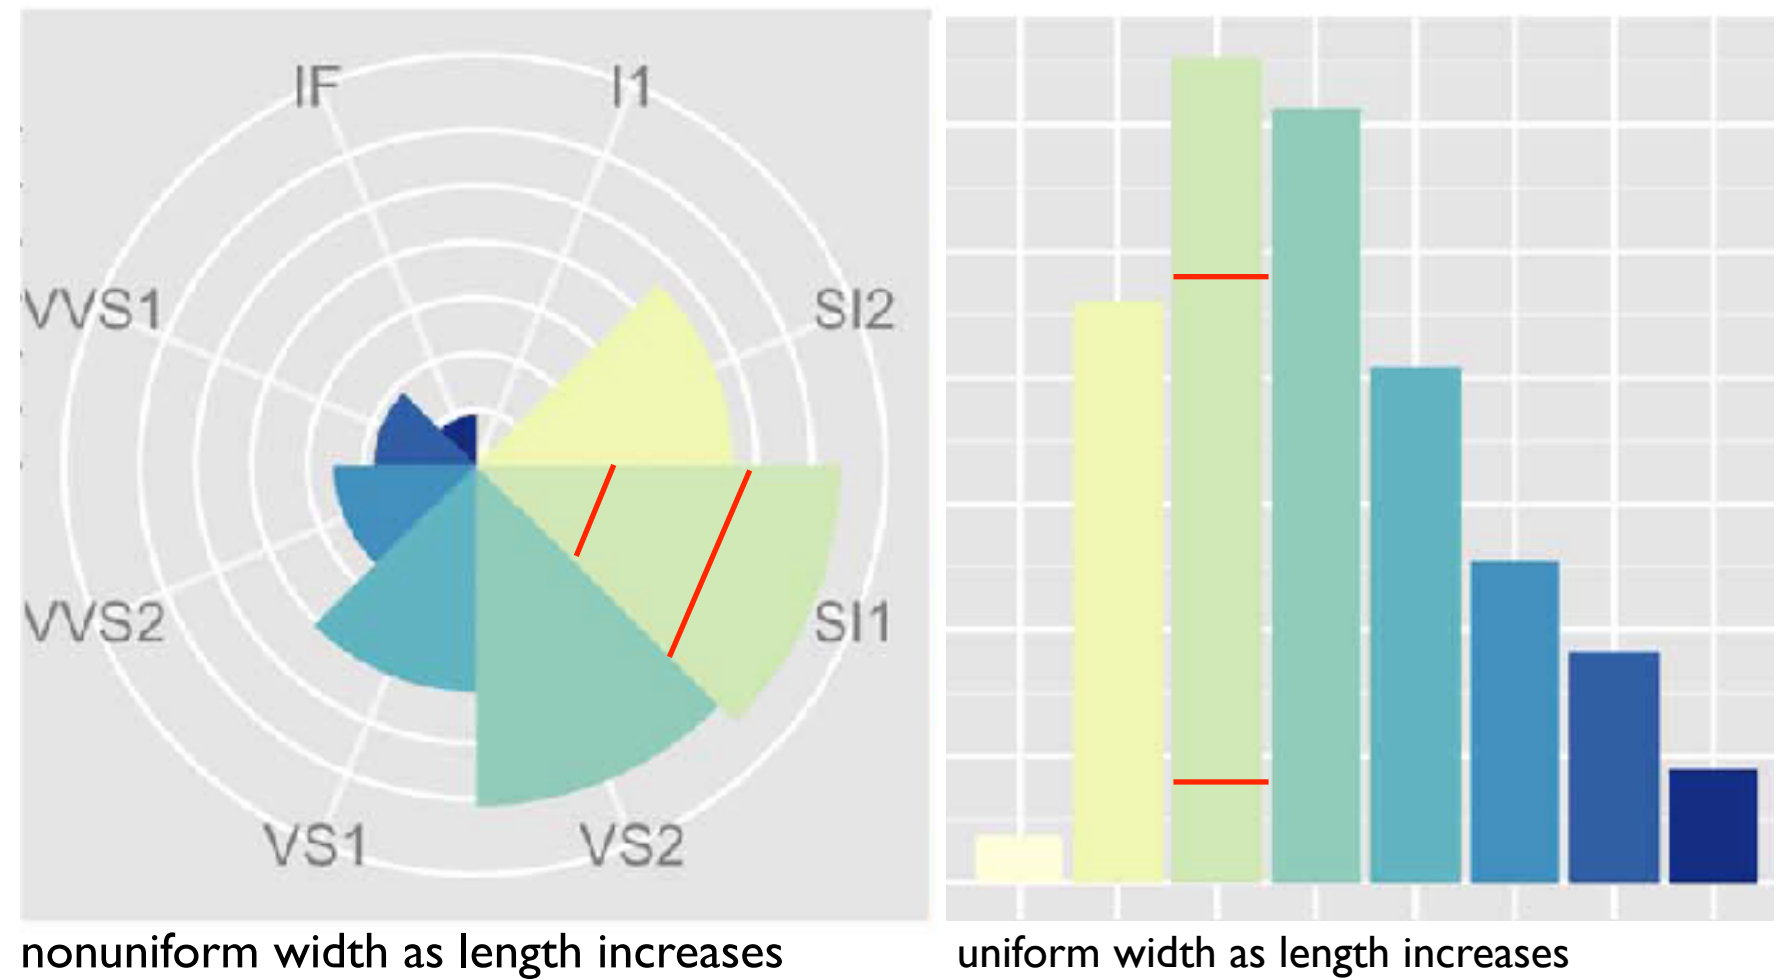 IF
I1
VVS1
SI2
VVS2
SI1
VS1
VS2
nonuniform width as length increases
uniform width as length increases